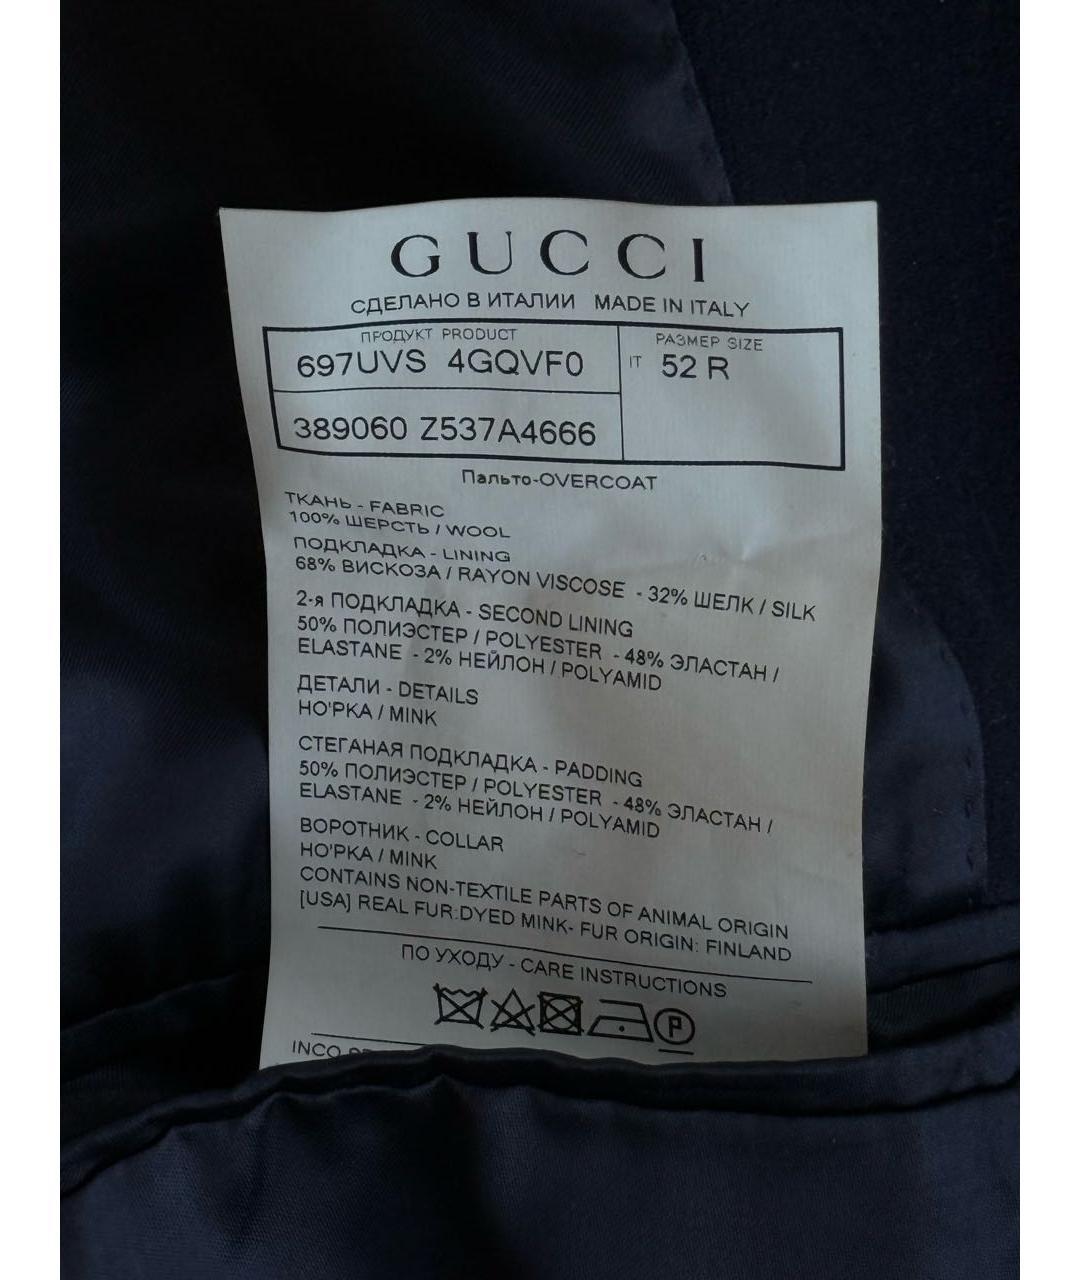 GUCCI
СДЕЛАНО В ИТАЛИИ MADE IN ITALY
ПРОДУКТ PRODUCT
697UVS 4GQVF0
389060 Z537A4666
РАЗМЕР SIZE
IT 52 R
Пальто-OVERCOAT
ТКАНЬ - FABRIC
100% ШЕРСТЬ / WOOL
ПОДКЛАДКА - LINING
68% ВИСКОЗА / RAYON VISCOSE - 32% ШЕЛК / SILK
2-я ПОДКЛАДКА - SECOND LINING
50% ПОЛИЭСТЕР / POLYESTER - 48% ЭЛАСТАН /
ELASTANE - 2% НЕЙЛОН / POLYAMID
ДЕТАЛИ - DETAILS
НО'РКА / MINK
СТЕГАНАЯ ПОДКЛАДКА - PADDING
50% ПОЛИЭСТЕР / POLYESTER - 48% ЭЛАСТАН /
ELASTANE - 2% НЕЙЛОН / POLYAMID
ВОРОТНИК - COLLAR
НО'РКА / MINK
CONTAINS NON-TEXTILE PARTS OF ANIMAL ORIGIN
[USA] REAL FUR:DYED MINK- FUR ORIGIN: FINLAND
ПО УХОДУ - CARE INSTRUCTIONS
P
INCO